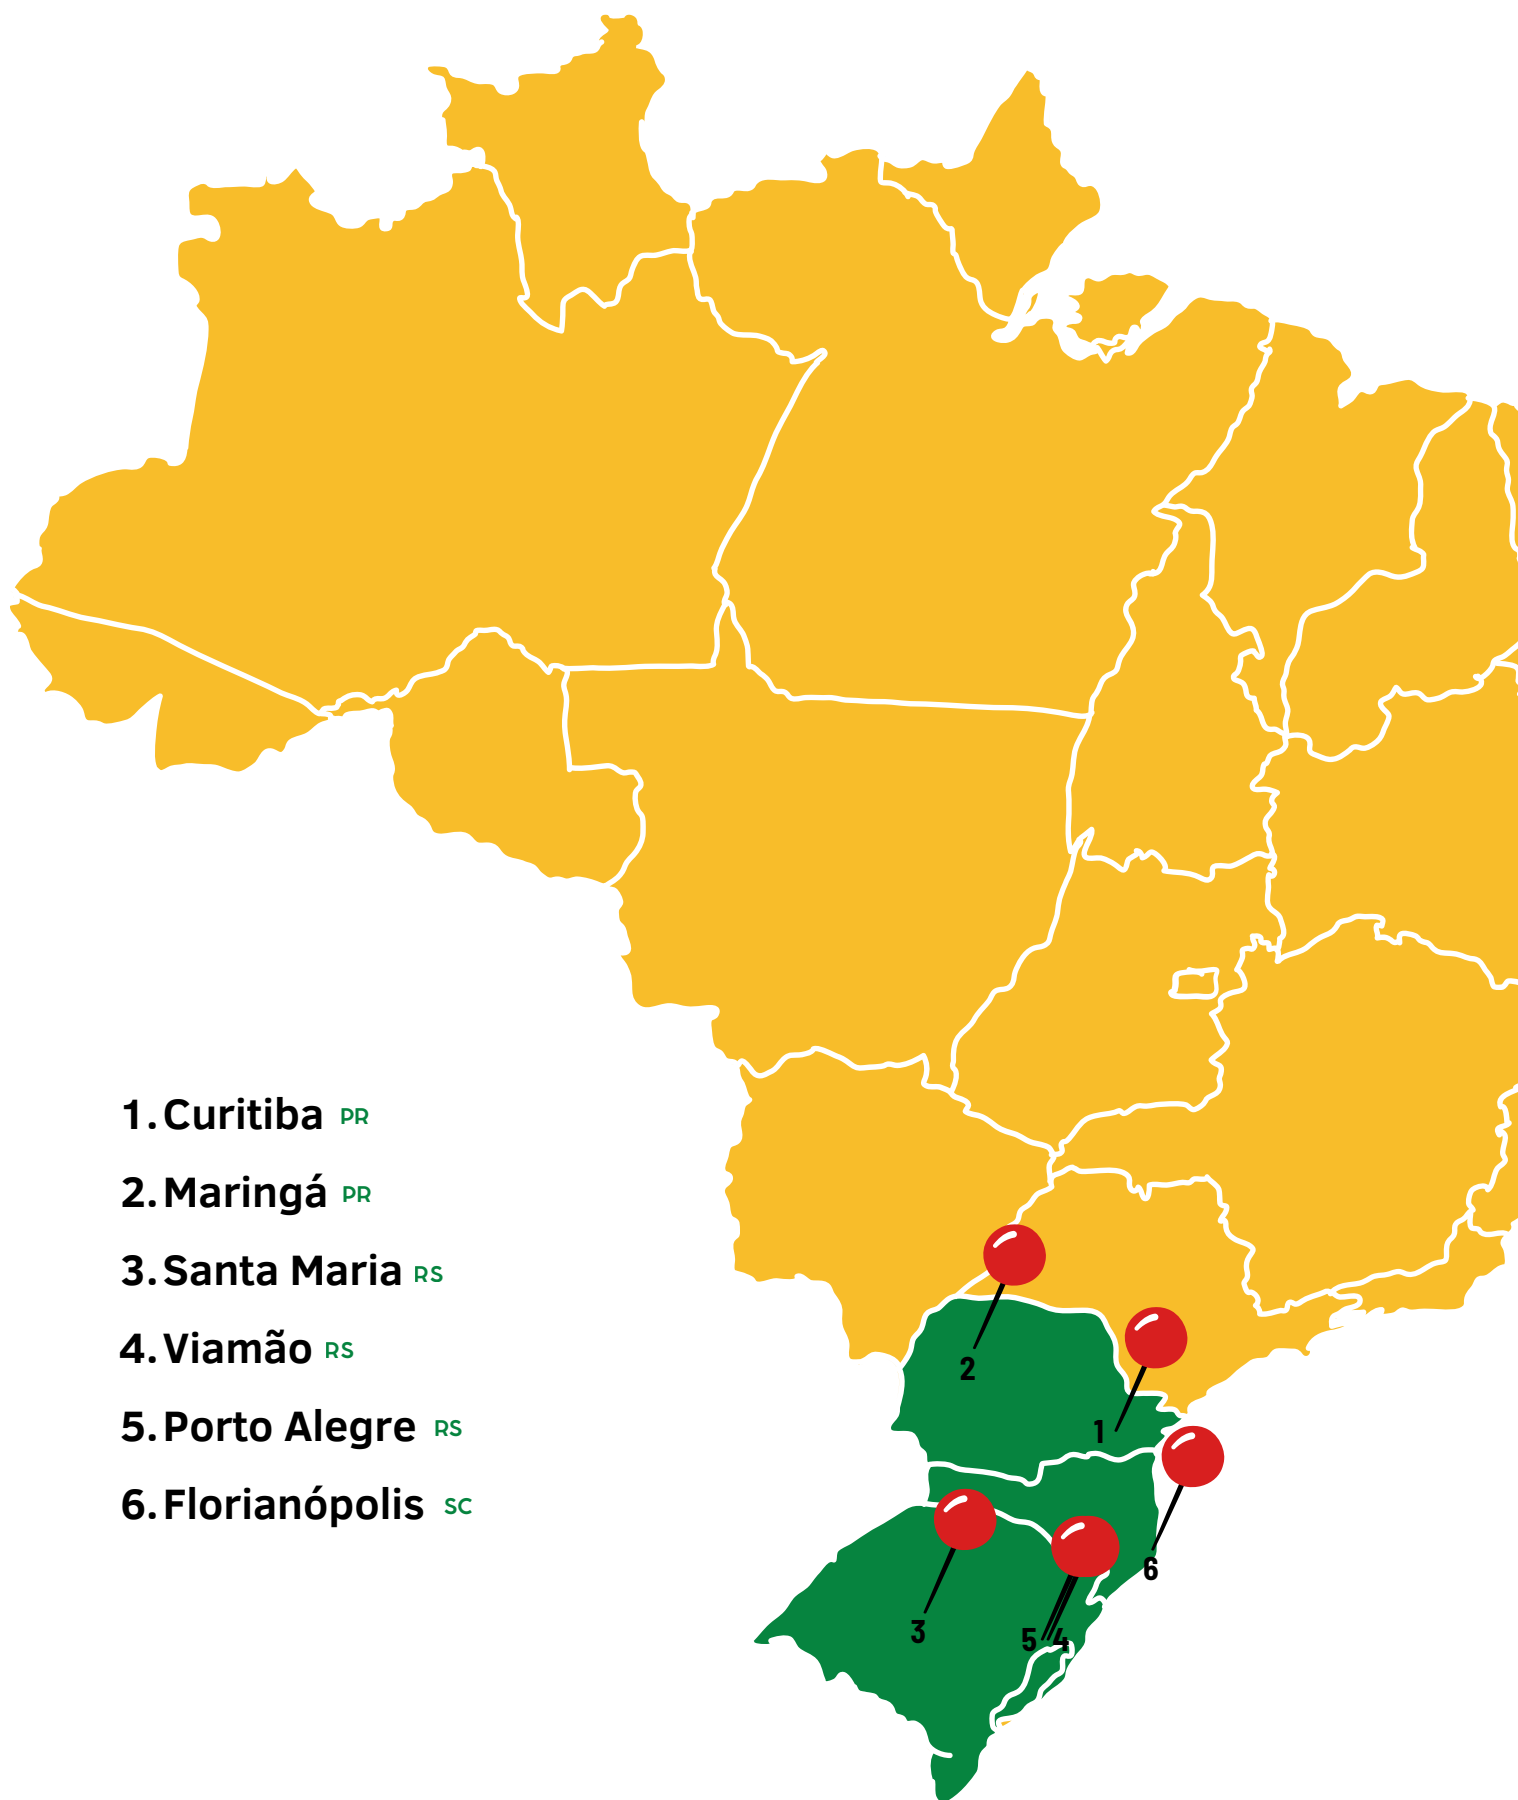 1. Curitiba PR
2. Maringá PR
3. Santa Maria RS
4. Viamão RS
5. Porto Alegre RS
6. Florianópolis SC
2
1
6
3
5 4